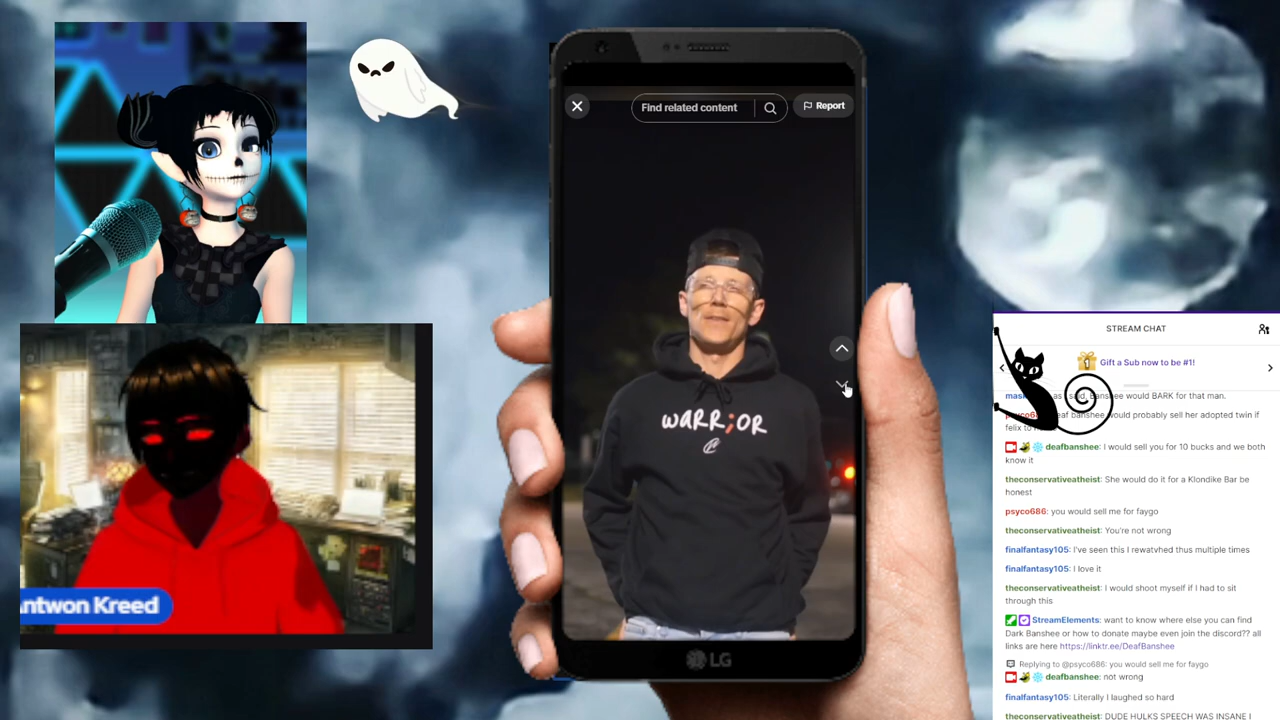 Find related content
Report
WARR;OR
LG
Antwon Kreed
STREAM CHAT
Gift a Sub now to be #1!
said, Banshee would BARK for that man.
eaf banshee would probably sell her adopted twin if
felix to
deafbanshee: I would sell you for 10 bucks and we both
know it
theconservativeatheist: She would do it for a Klondike Bar be
honest
psyco686: you would sell me for faygo
theconservativeatheist: You're not wrong
finalfantasy105: I've seen this I rewatvhed thus multiple times
finalfantasy105: I love it
theconservativeatheist: I would shoot myself if I had to sit
through this
StreamElements: want to know where else you can find
Dark Banshee or how to donate maybe even join the discord?? all
links are here https://linktr.ee/DeafBanshee
Replying to @psyco686: you would sell me for faygo
deafbanshee: not wrong
finalfantasy105: Literally I laughed so hard
theconservativeatheist: DUDE HULKS SPEECH WAS INSANE I